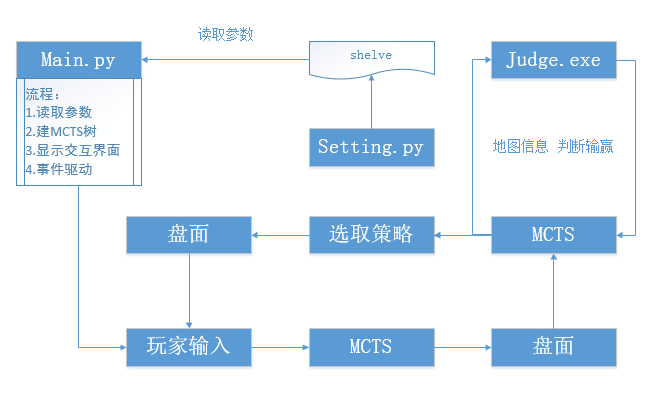 读取参数
Main.py
shelve
Judge.exe
流程：
1.读取参数
2.建MCTS树
3.显示交互界面
4.事件驱动
Setting.py
地图信息 判断输赢
盘面
选取策略
MCTS
玩家输入
MCTS
盘面